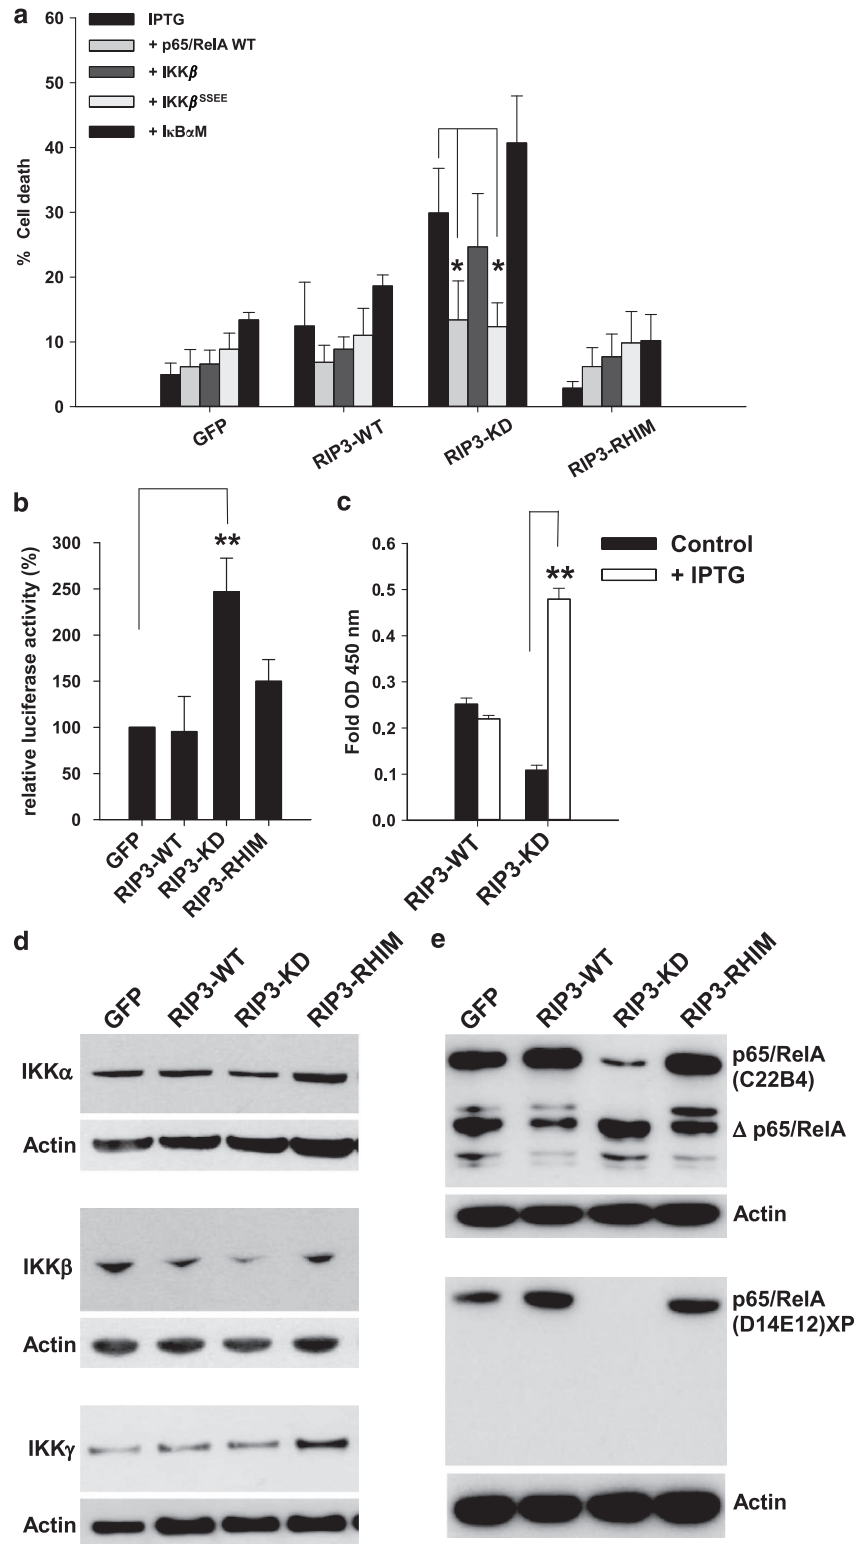 a
IPTG
+ p65/RelA WT
+ IKKβ
+ IKKβSSEE
+ IκBαM
% Cell death
60
50
40
30
20
10
0
* *
GFP
RIP3-WT
RIP3-KD
RIP3-RHIM
b
relative luciferase activity (%)
300
250
200
150
100
50
0
**
GFP
RIP3-WT
RIP3-KD
RIP3-RHIM
c
Fold OD 450 nm
0.6
0.5
0.4
0.3
0.2
0.1
0.0
**
Control
+ IPTG
RIP3-WT
RIP3-KD
d
GFP
RIP3-WT
RIP3-KD
RIP3-RHIM
IKKα
Actin
IKKβ
Actin
IKKγ
Actin
e
GFP
RIP3-WT
RIP3-KD
RIP3-RHIM
p65/RelA
(C22B4)
Δ p65/RelA
Actin
p65/RelA
(D14E12)XP
Actin